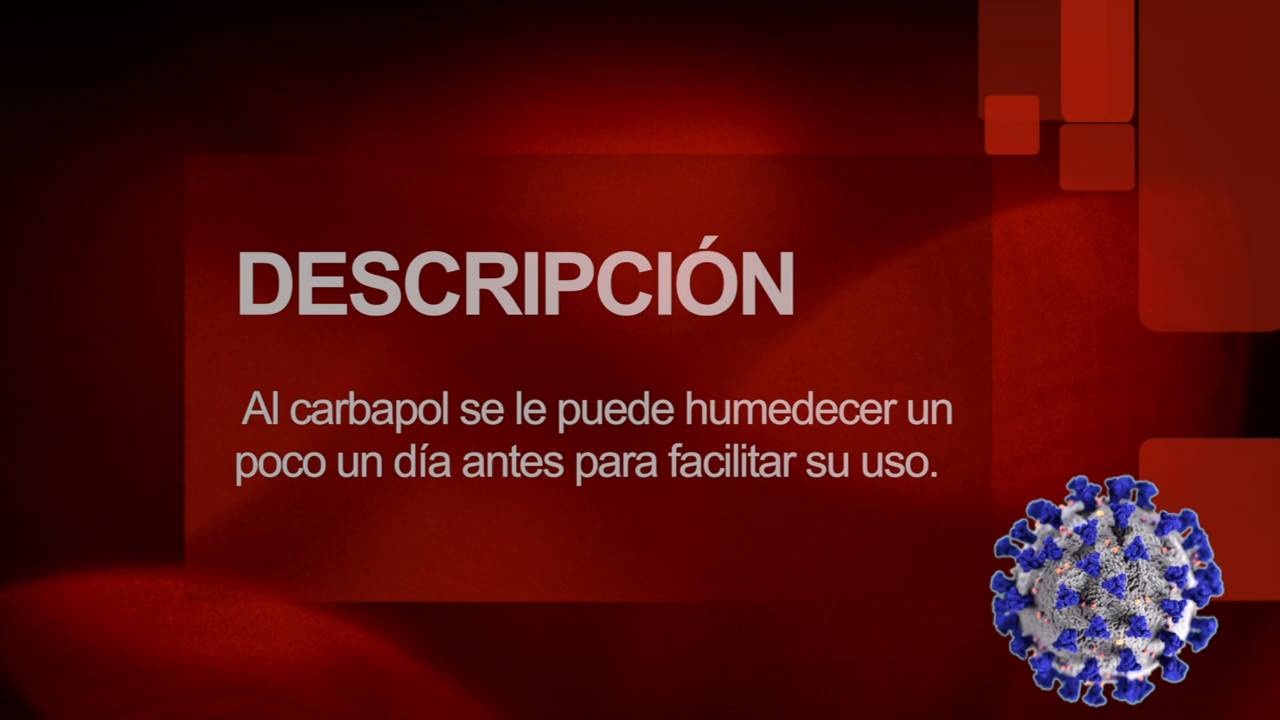 DESCRIPCIÓN
Al carbapol se le puede humedecer un
poco un día antes para facilitar su uso.